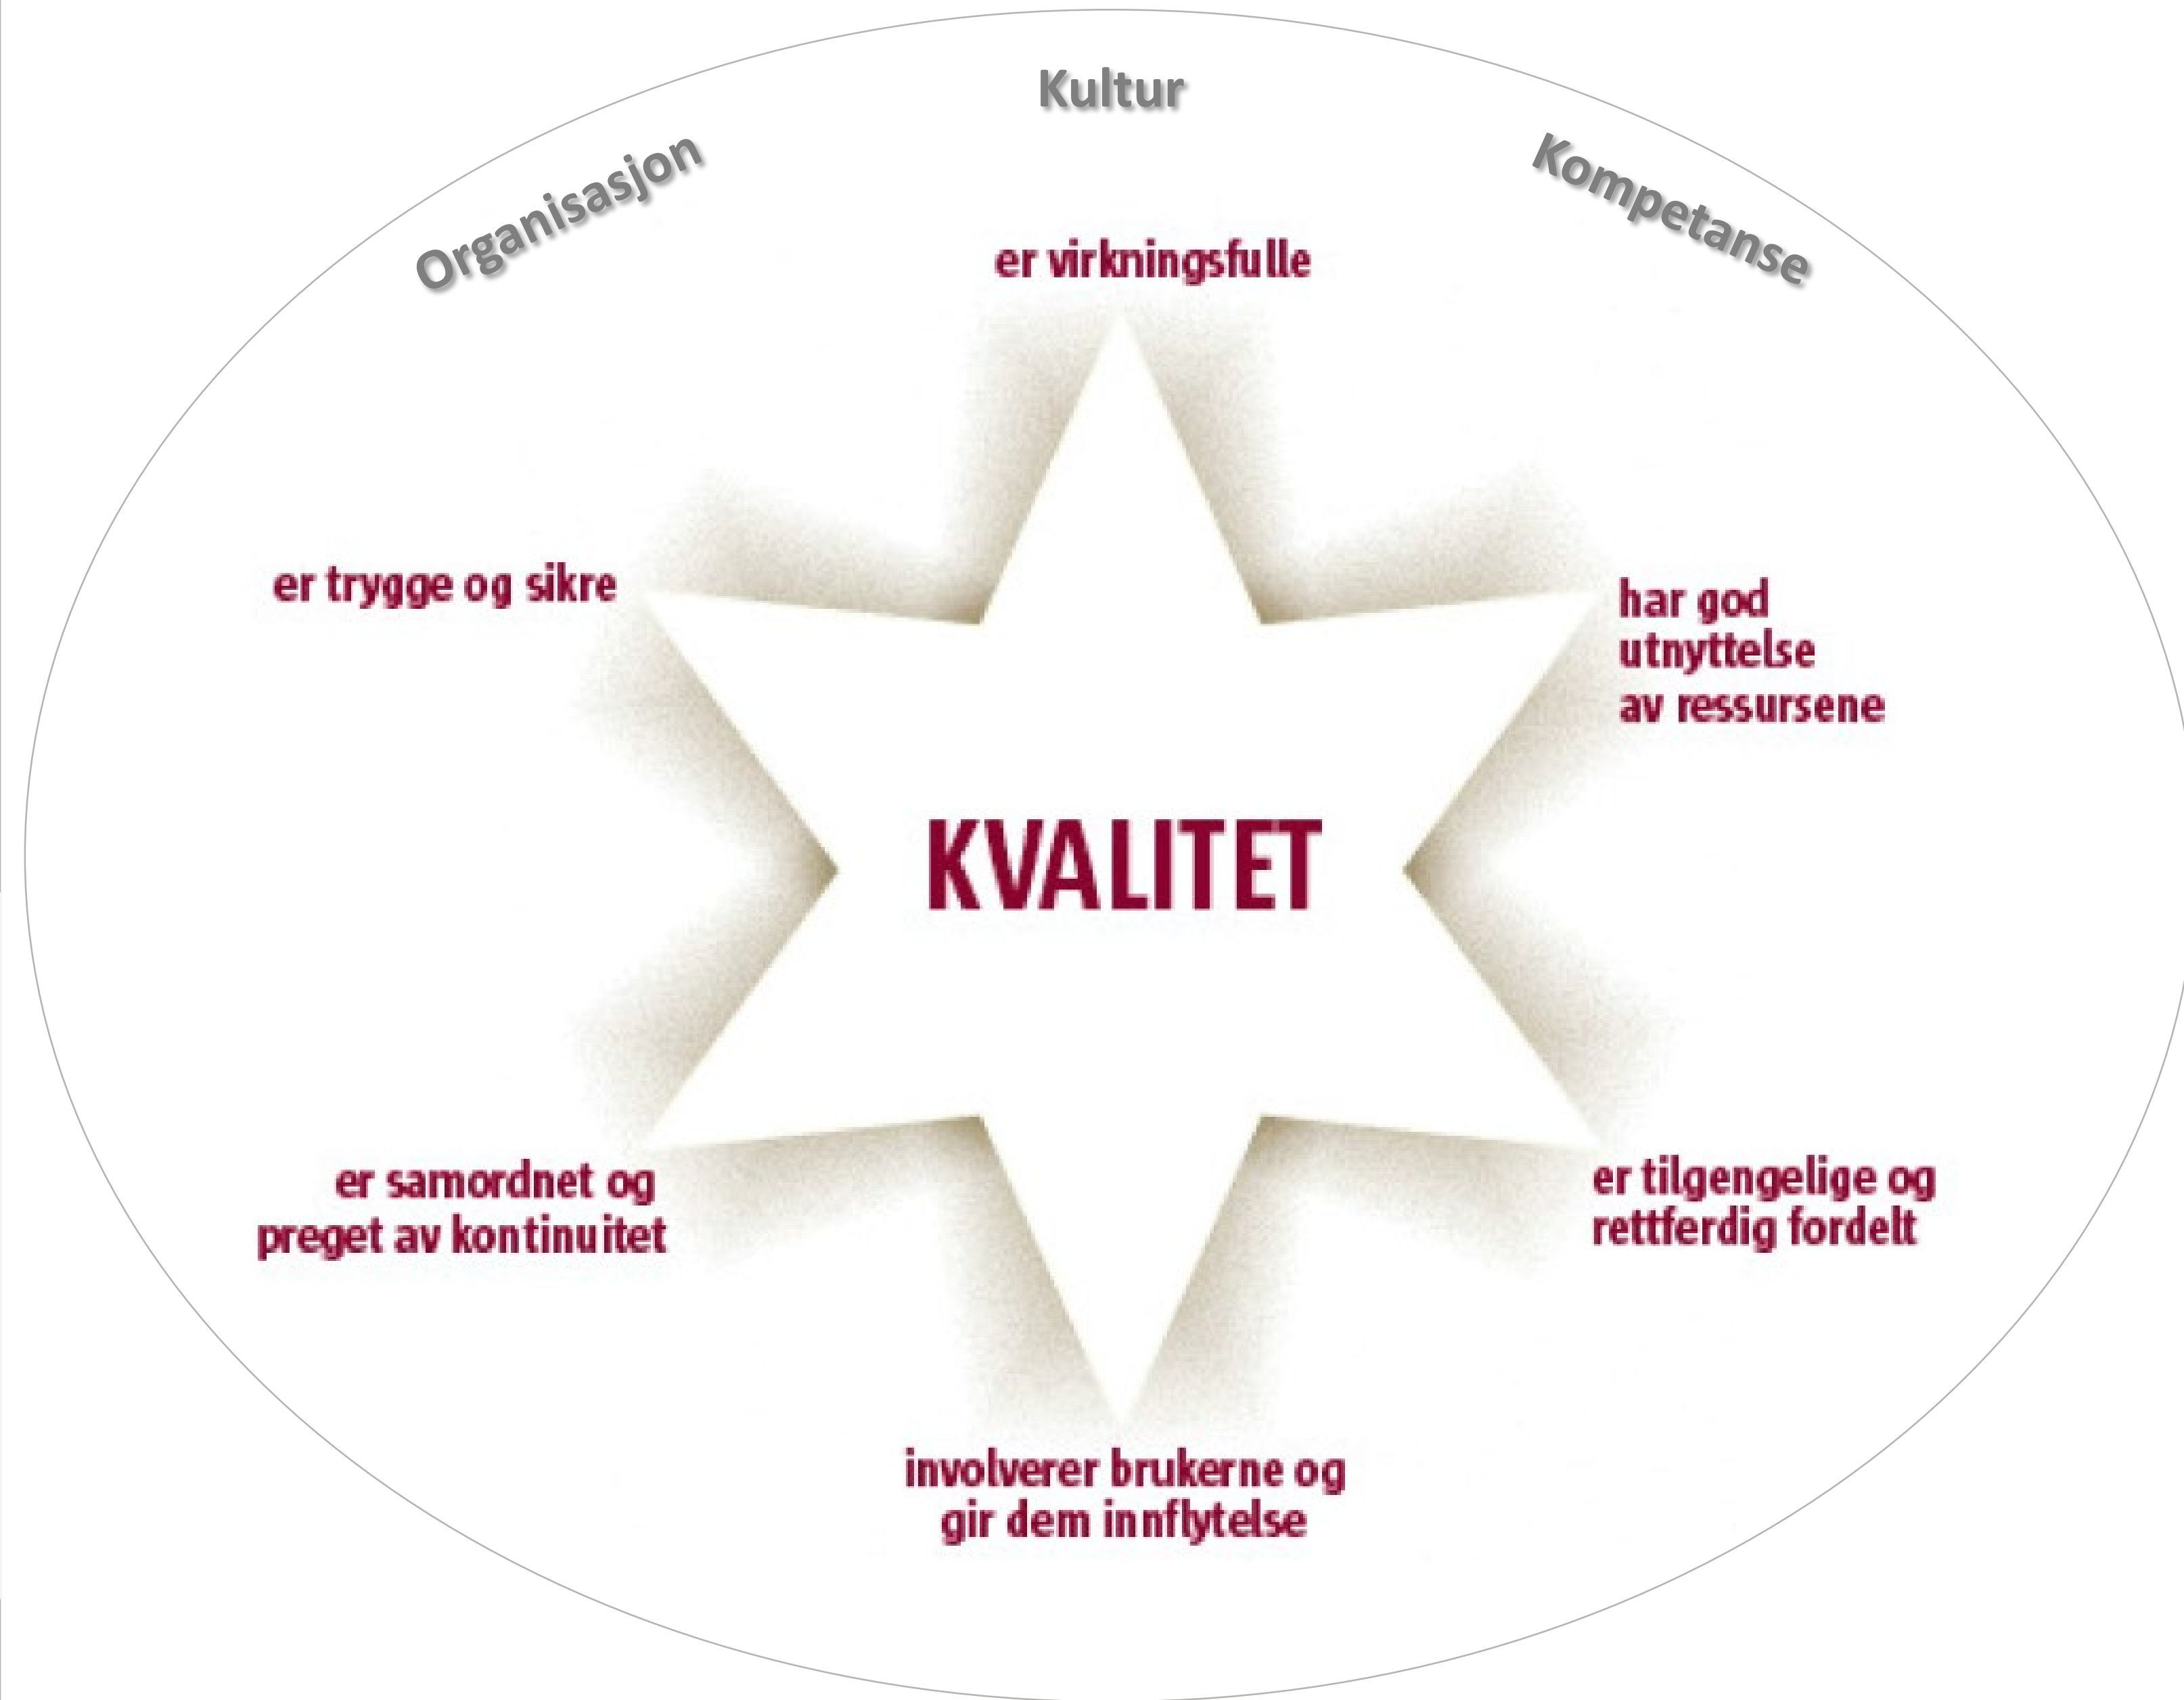 Kultur
Organisasjon
Kompetanse
er virkningsfulle
er trygge og sikre
har god
utnyttelse
av ressursene
KVALITET
er samordnet og
preget av kontinuitet
er tilgengelige og
rettferdig fordelt
involverer brukerne og
gir dem innflytelse